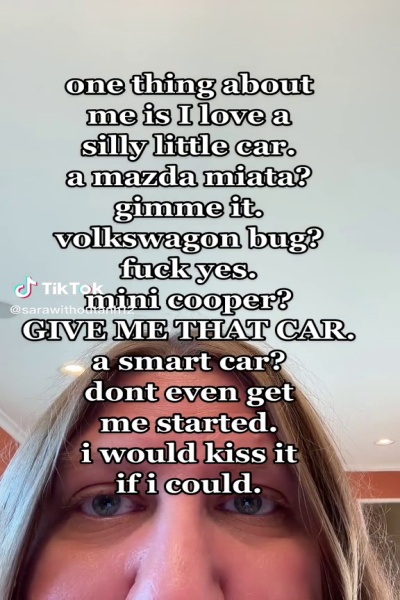 one thing about
me is I love a
silly little car.
a mazda miata?
gimme it.
volkswagon bug?
fuck yes.
TikTok
mini cooper?
GIVE ME THAT CAR.
a smart car?
dont even get
me started.
i would kiss it
if i could.